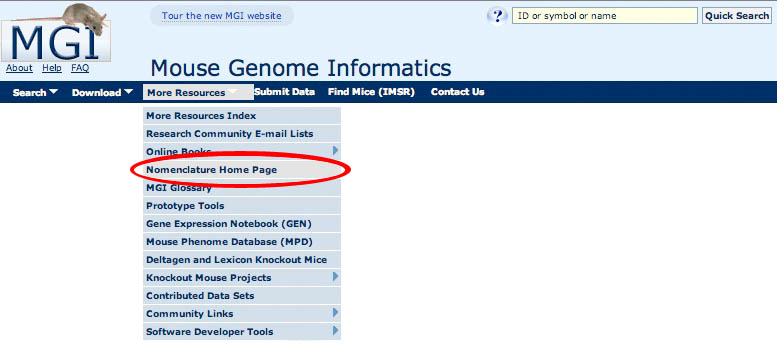 Tour the new MGI website
? ID or symbol or name Quick Search
MGI
About Help FAQ
Mouse Genome Informatics
Search Download More Resources Submit Data Find Mice (IMSR) Contact Us
More Resources Index
Research Community E-mail Lists
Online Books
Nomenclature Home Page
MGI Glossary
Prototype Tools
Gene Expression Notebook (GEN)
Mouse Phenome Database (MPD)
Deltagen and Lexicon Knockout Mice
Knockout Mouse Projects
Contributed Data Sets
Community Links
Software Developer Tools